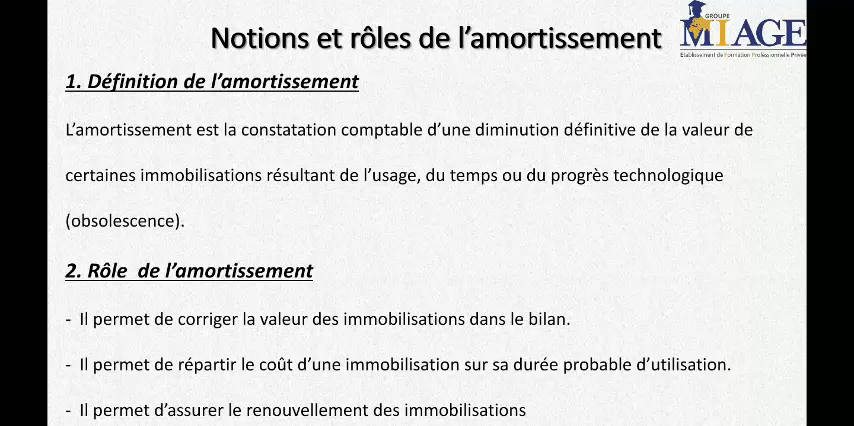 Notions et rôles de l’amortissement
GROUPE
MIAGE
Etablissement de Formation Professionnelle Privée
1. Définition de l’amortissement
L’amortissement est la constatation comptable d’une diminution définitive de la valeur de
certaines immobilisations résultant de l’usage, du temps ou du progrès technologique
(obsolescence).
2. Rôle de l’amortissement
- Il permet de corriger la valeur des immobilisations dans le bilan.
- Il permet de répartir le coût d’une immobilisation sur sa durée probable d’utilisation.
- Il permet d’assurer le renouvellement des immobilisations